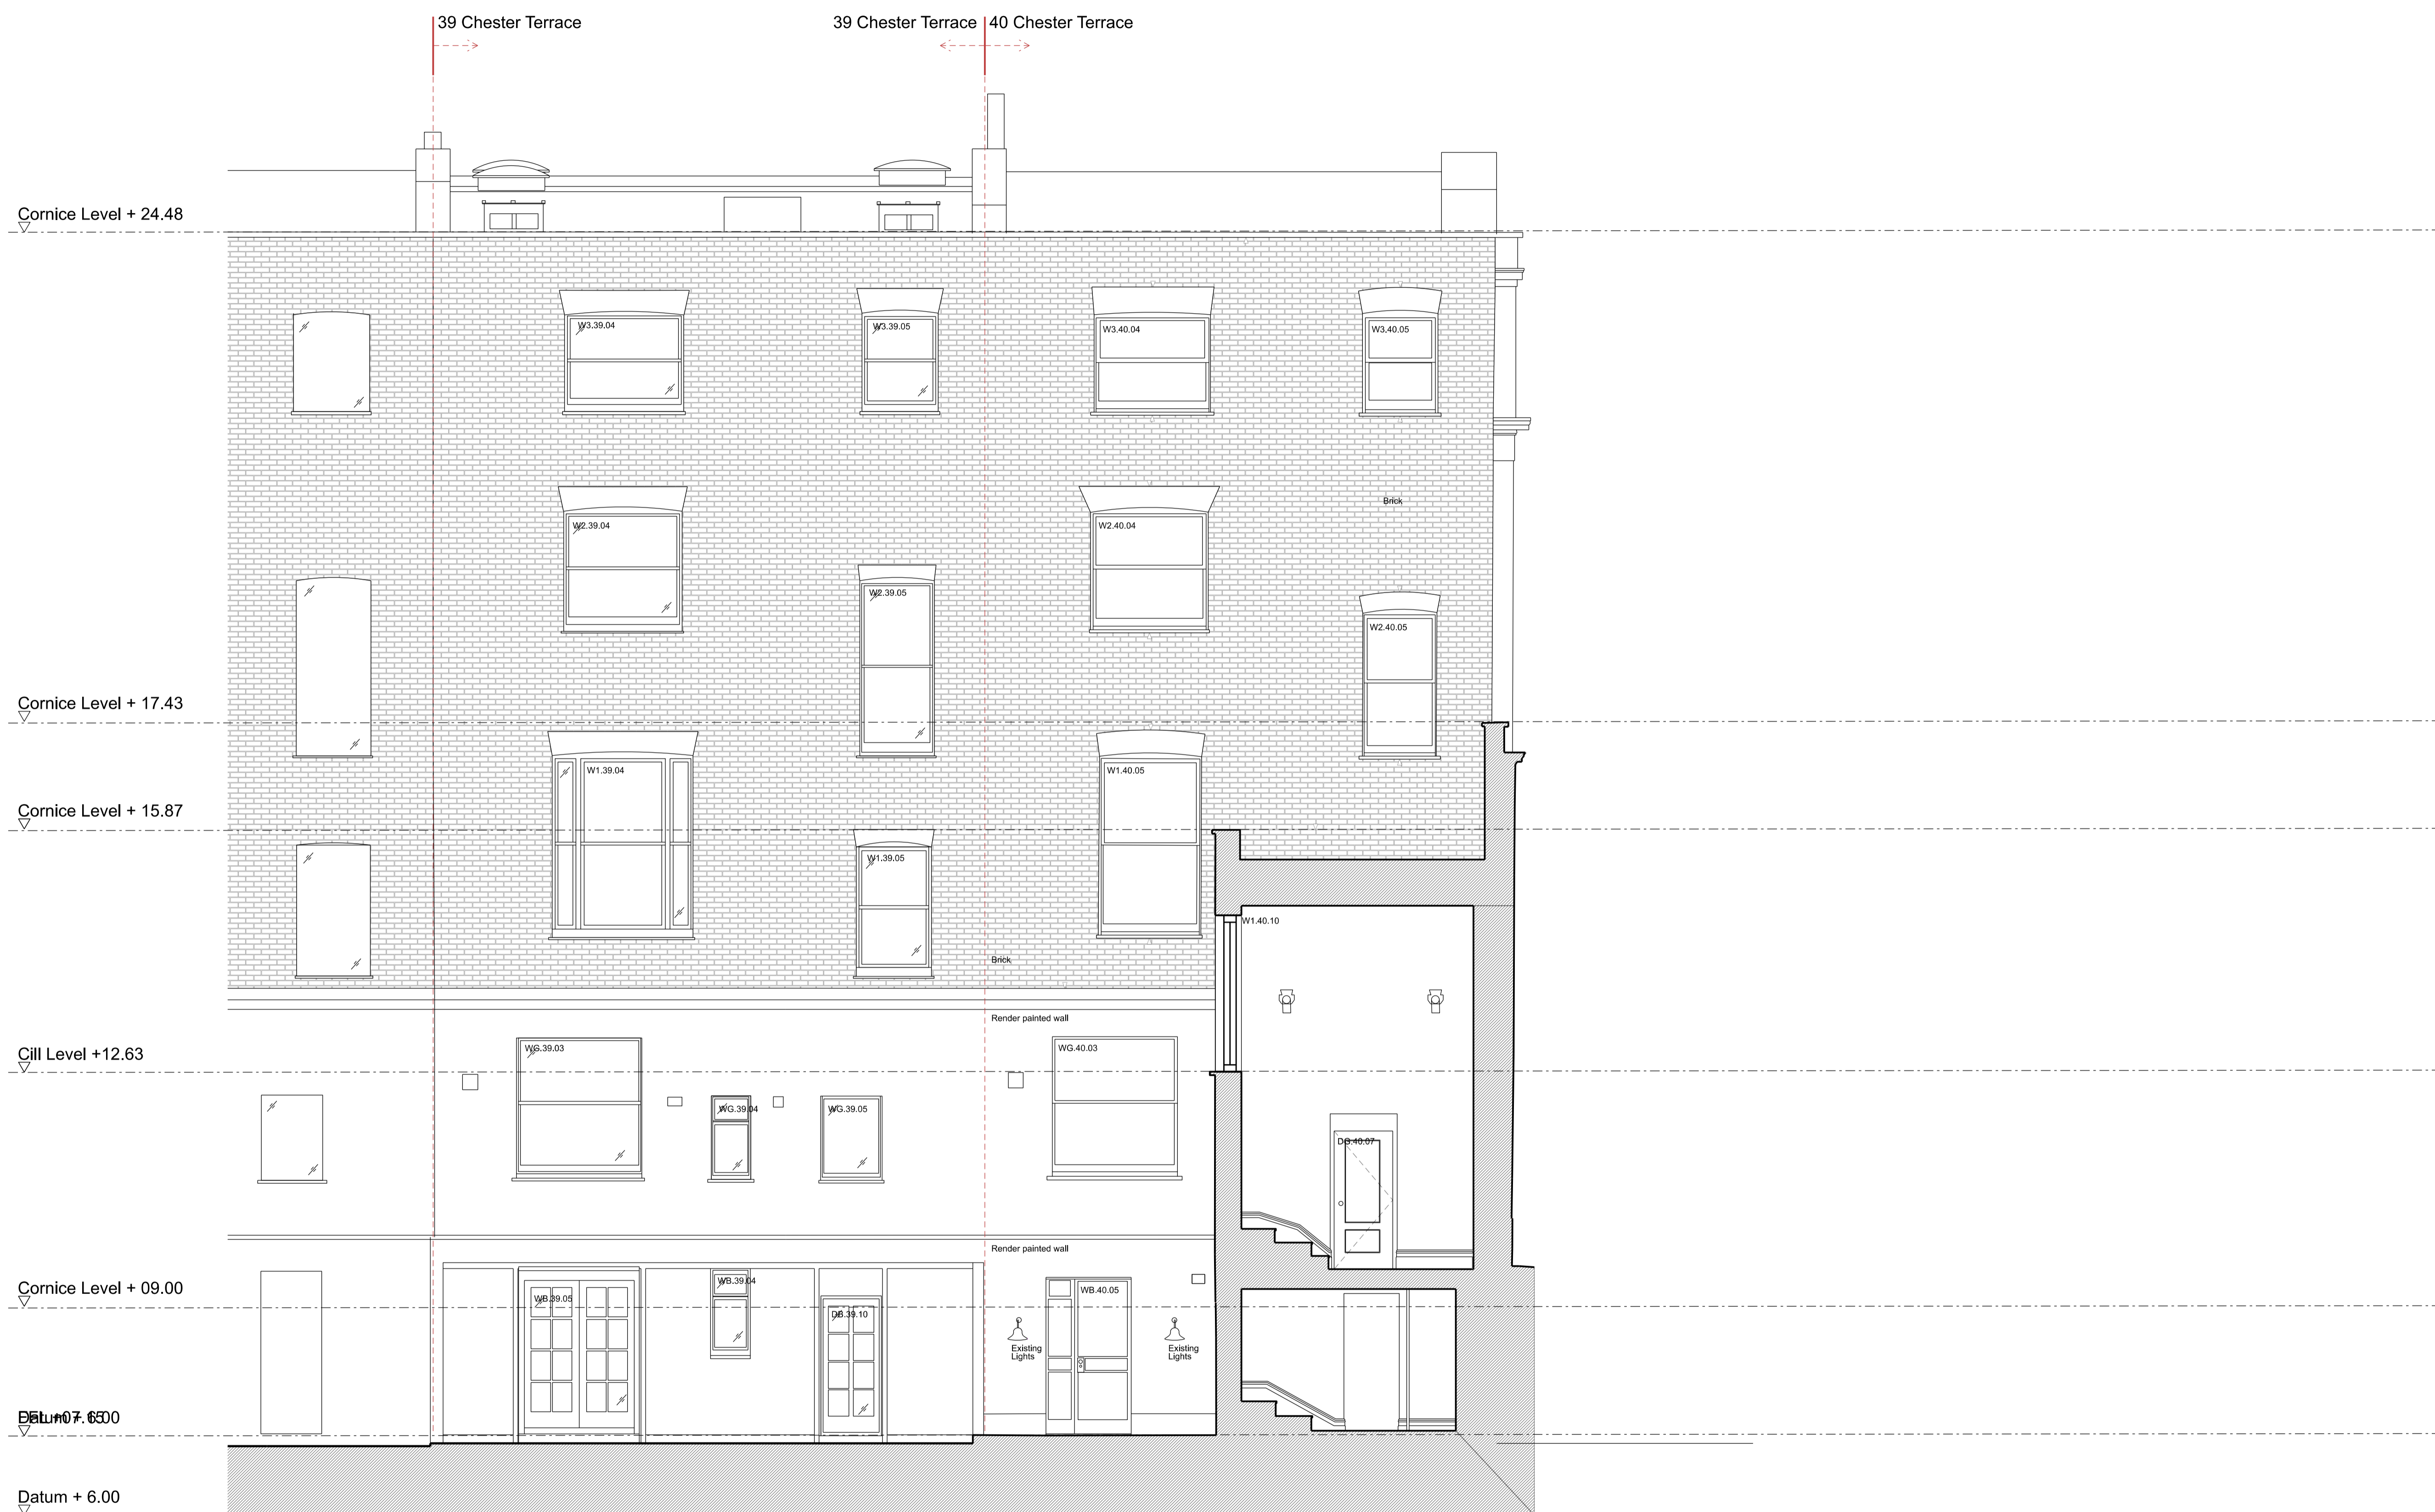 39 Chester Terrace
39 Chester Terrace
40 Chester Terrace
Cornice Level + 24.48
W3.39.04
W3.39.05
W3.40.04
W3.40.05
Brick
W2.39.04
W2.40.04
W2.39.05
W2.40.05
Cornice Level + 17.43
W1.39.04
W1.40.05
Cornice Level + 15.87
W1.39.05
W1.40.10
Brick
Render painted wall
Cill Level +12.63
WG.39.03
WG.40.03
WG.39.04
WG.39.05
DG.40.07
Render painted wall
Cornice Level + 09.00
WB.39.05
WB.39.04
DB.39.10
WB.40.05
Existing
Lights
Existing
Lights
Datum + 6.00